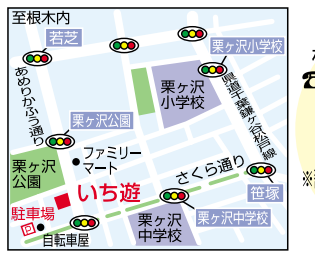 至根木内
若芝
栗ヶ沢小学校
あめりかふう通り
栗ヶ沢
小学校
県道千葉鎌ヶ谷松戸線
栗ヶ沢公園
ファミリー
マート
栗ヶ沢
公園
さくら通り
いち遊
笹塚
駐車場
自転車屋
栗ヶ沢
中学校
栗ヶ沢中学校